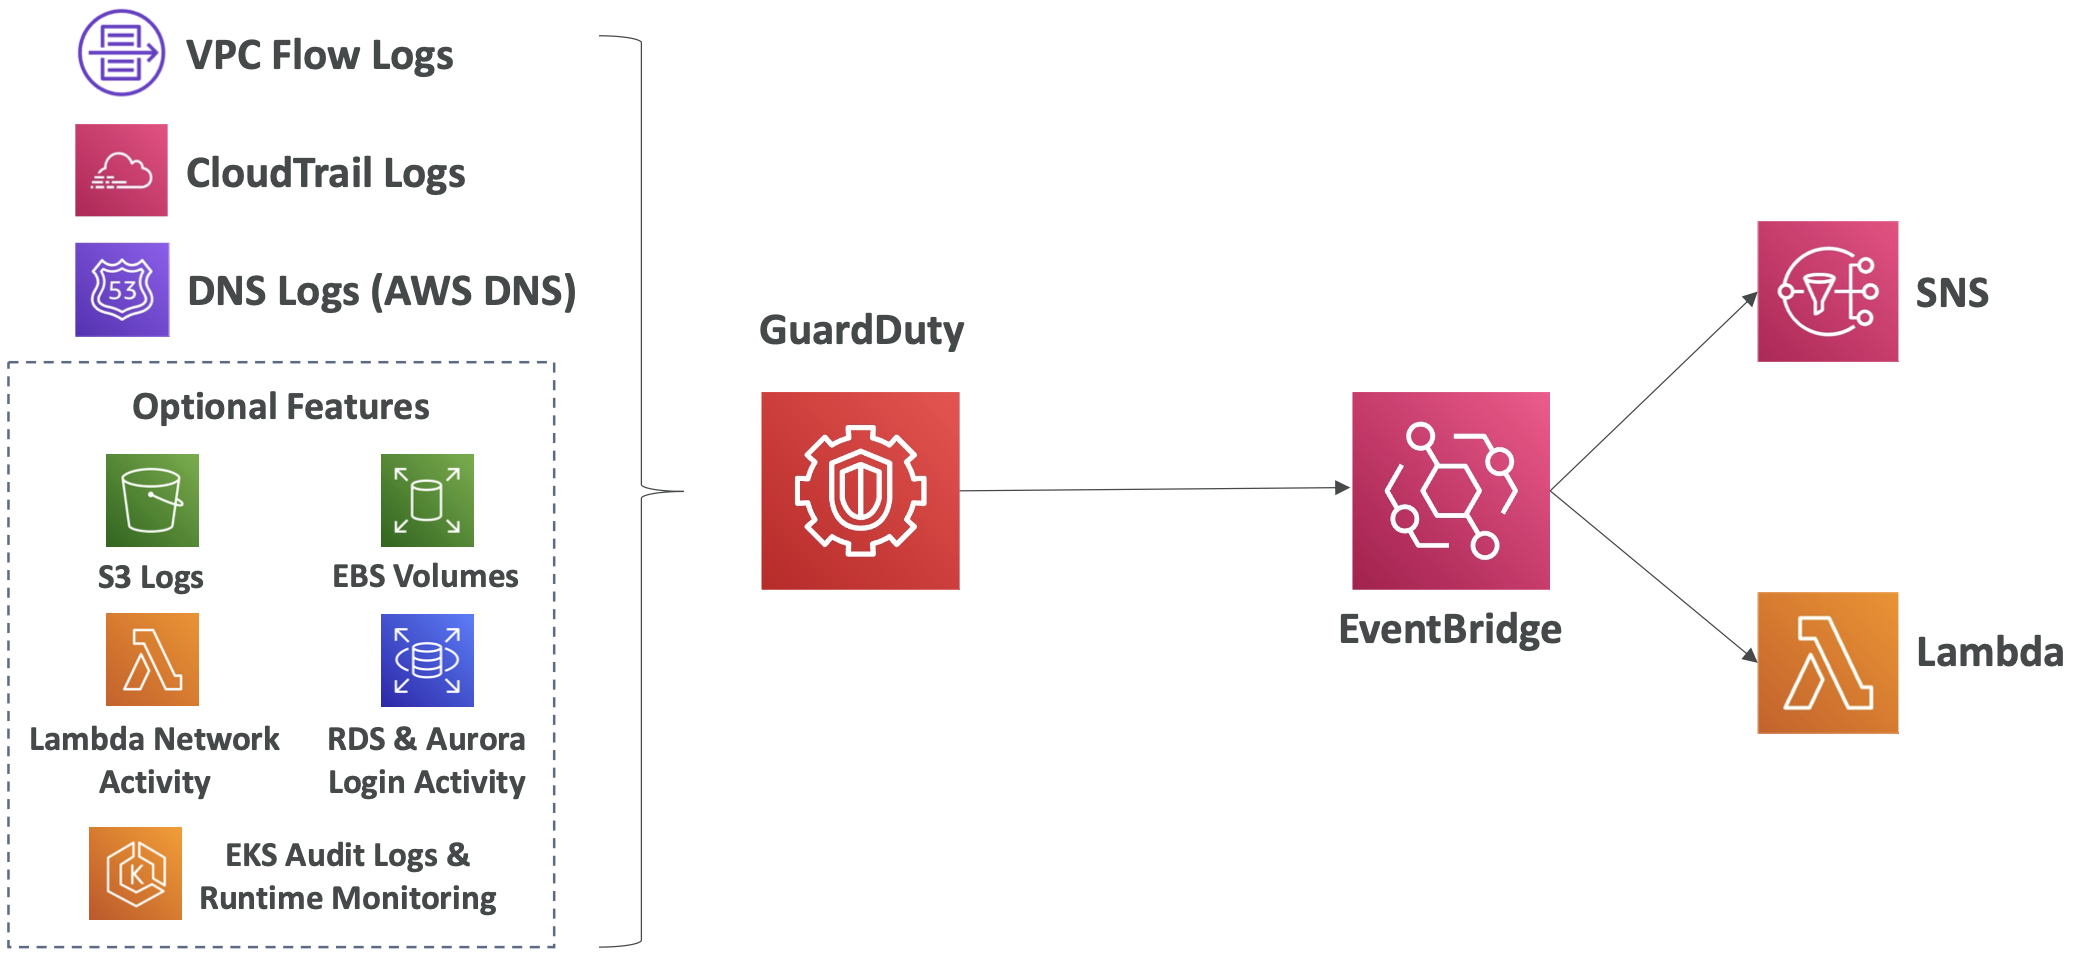 VPC Flow Logs
CloudTrail Logs
53
DNS Logs (AWS DNS)
Optional Features
S3 Logs
EBS Volumes
Lambda Network
Activity
RDS & Aurora
Login Activity
K
EKS Audit Logs &
Runtime Monitoring
GuardDuty
EventBridge
SNS
Lambda